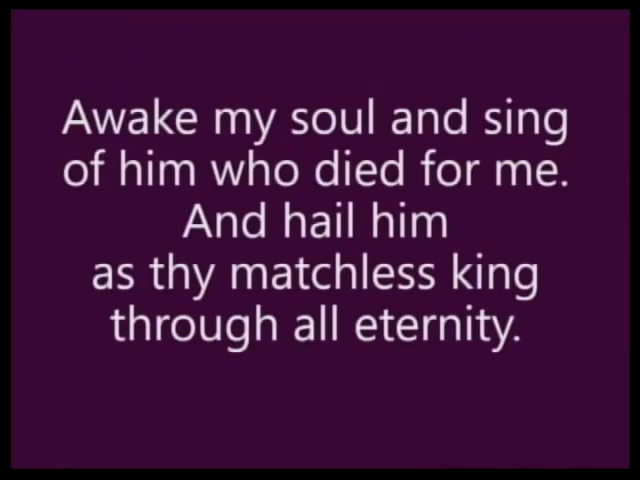 Awake my soul and sing
of him who died for me.
And hail him
as thy matchless king
through all eternity.